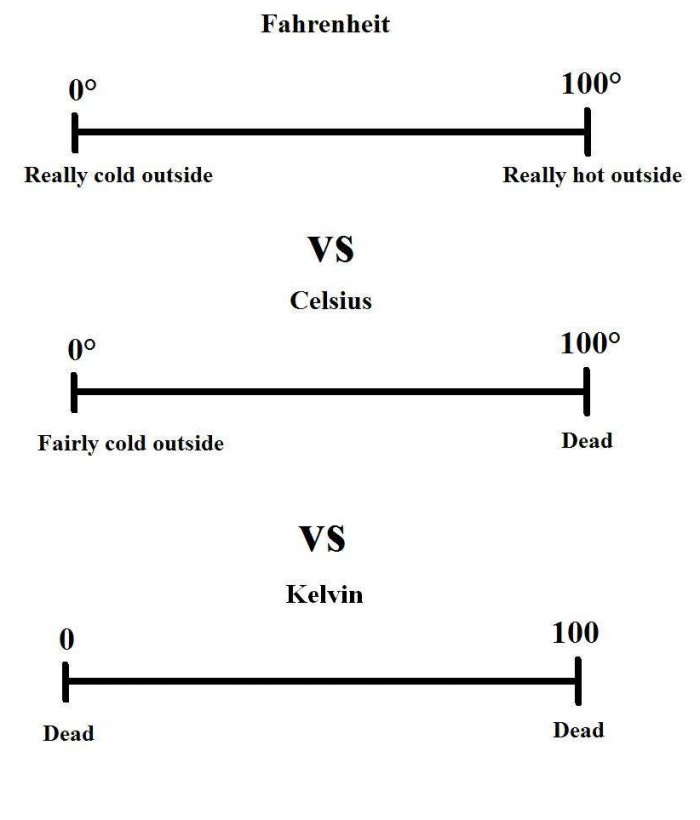 Fahrenheit
0° 100°
Really cold outside Really hot outside
vs
Celsius
0° 100°
Fairly cold outside Dead
vs
Kelvin
0 100
Dead Dead